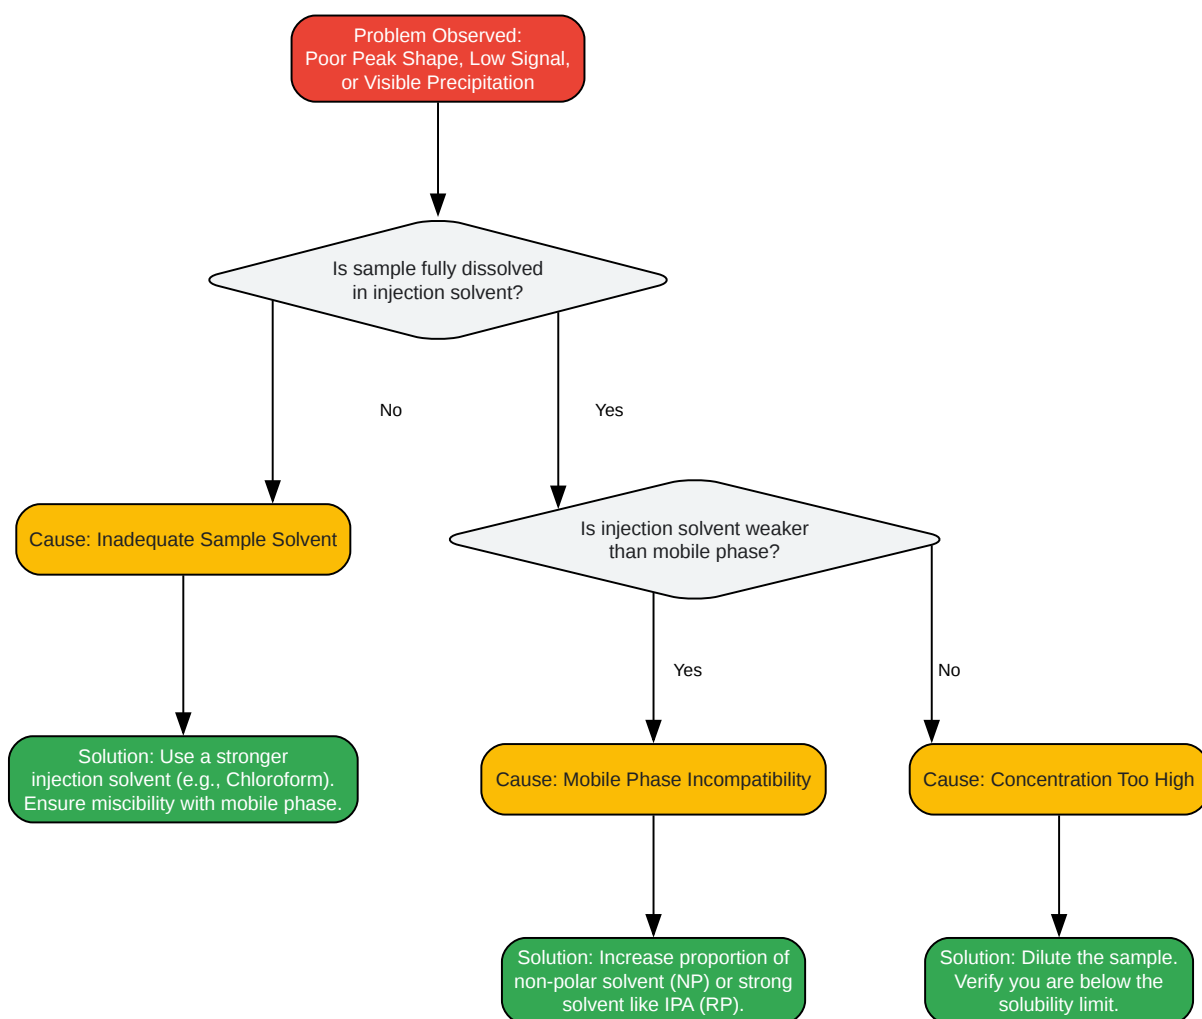 Problem Observed:
Poor Peak Shape, Low Signal,
or Visible Precipitation
Is sample fully dissolved
in injection solvent?
No
Yes
Cause: Inadequate Sample Solvent
Is injection solvent weaker
than mobile phase?
Yes
No
Solution: Use a stronger
injection solvent (e.g., Chloroform).
Ensure miscibility with mobile phase.
Cause: Mobile Phase Incompatibility
Cause: Concentration Too High
Solution: Increase proportion of
non-polar solvent (NP) or strong
solvent like IPA (RP).
Solution: Dilute the sample.
Verify you are below the
solubility limit.